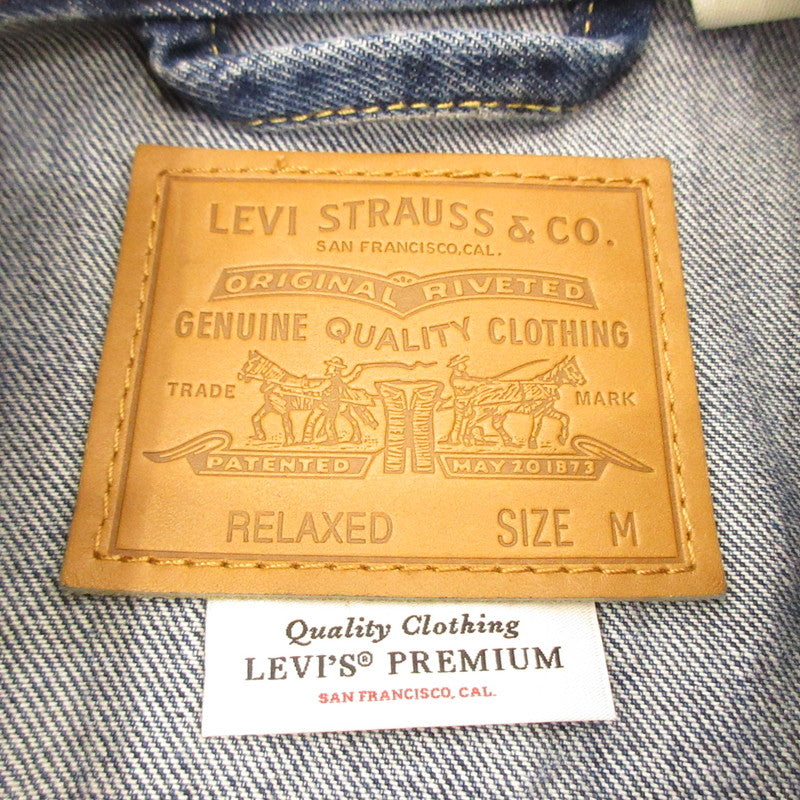 LEVI STRAUSS & CO.
SAN FRANCISCO, CAL.
ORIGINAL RIVETED
GENUINE QUALITY CLOTHING
TRADE MARK
PATENTED MAY 20 1873
RELAXED SIZE M
Quality Clothing
LEVI'S® PREMIUM
SAN FRANCISCO, CAL.